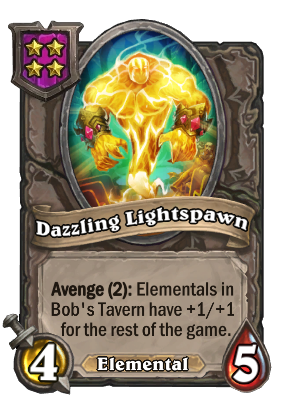 Dazzling Lightspawn
Avenge (2): Elementals in
Bob's Tavern have +1/+1
for the rest of the game.
4
Elemental
5